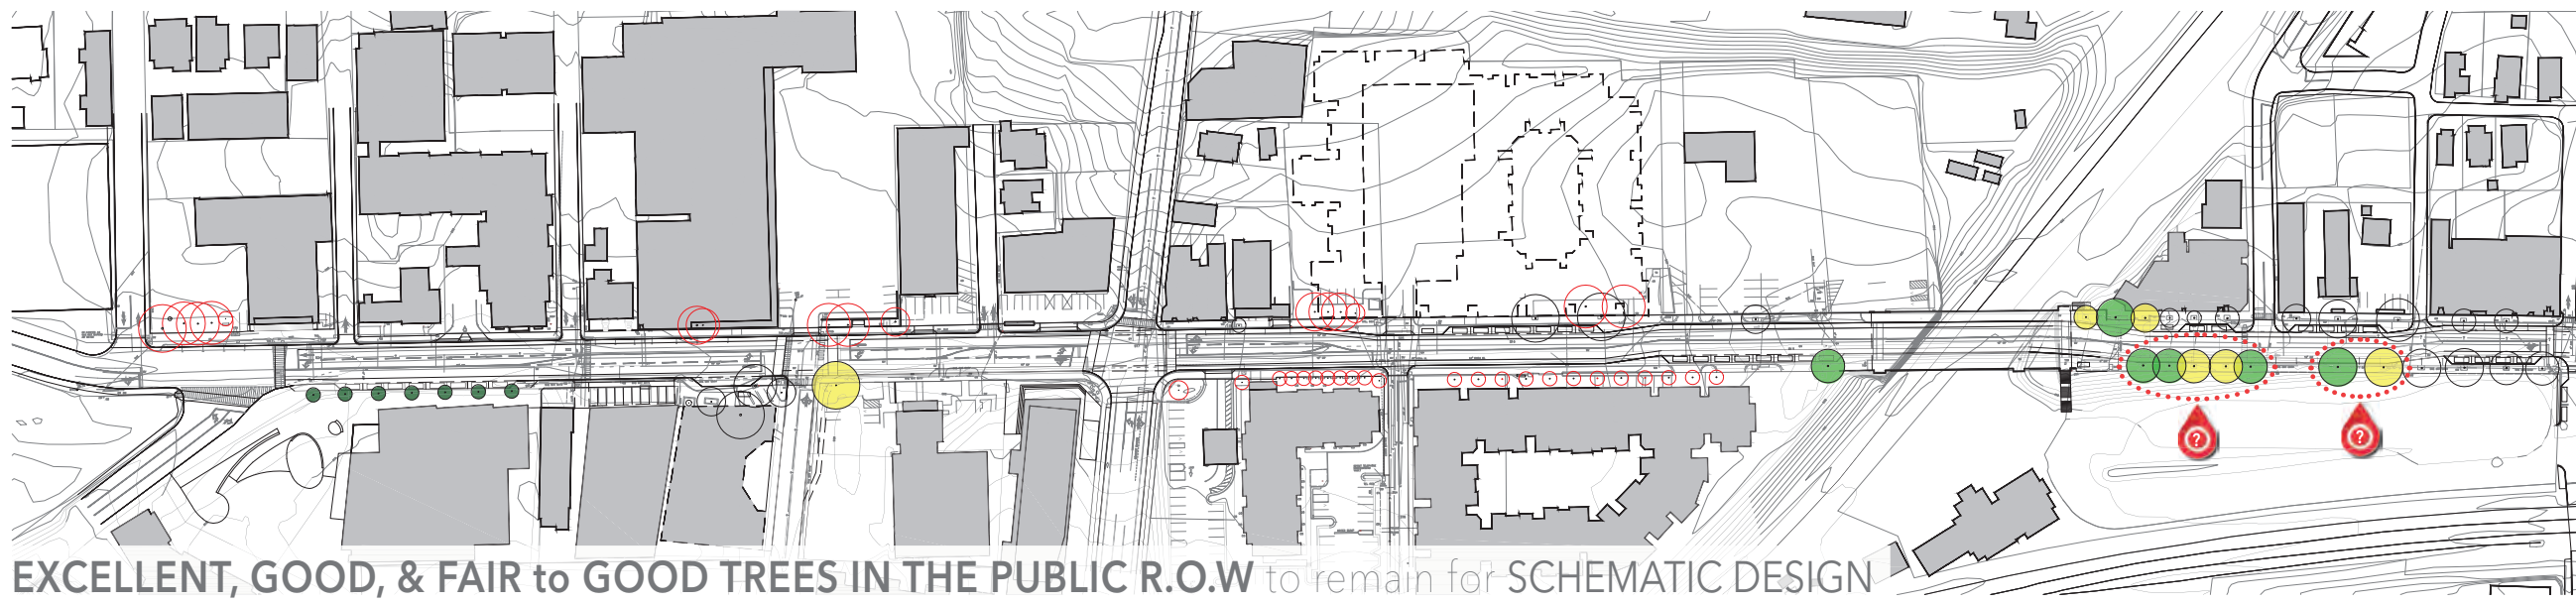 ?
?
EXCELLENT, GOOD, & FAIR to GOOD TREES IN THE PUBLIC R.O.W to remain for SCHEMATIC DESIGN